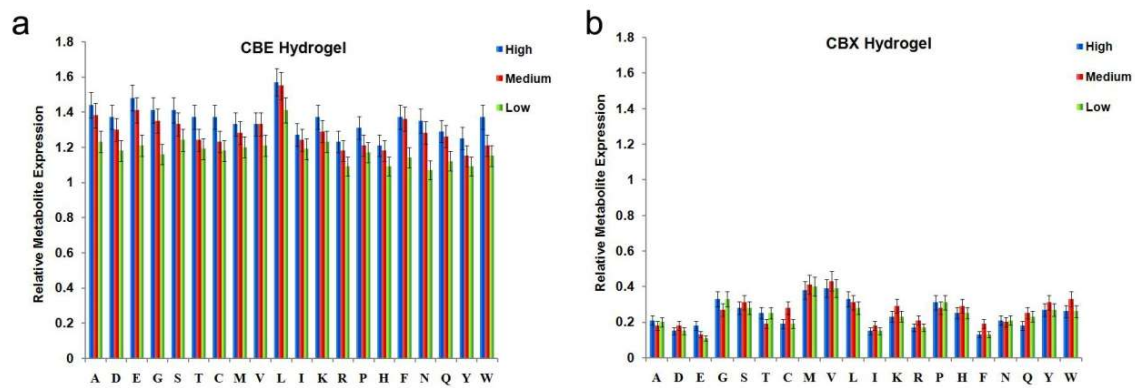 a
CBE Hydrogel
High
Medium
Low
Relative Metabolite Expression
1.8
1.6
1.4
1.2
1
0.8
0.6
0.4
0.2
0
A D E G S T C M V L I K R P H F N Q Y W
b
CBX Hydrogel
High
Medium
Low
Relative Metabolite Expression
1.8
1.6
1.4
1.2
1
0.8
0.6
0.4
0.2
0
A D E G S T C M V L I K R P H F N Q Y W